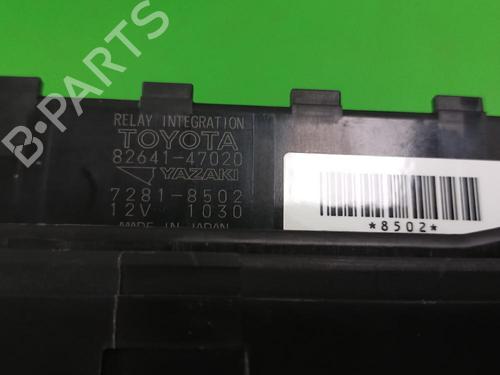 B-PARTS
RELAY INTEGRATION
TOYOTA
82641-47020
YAZAKI
7281-8502
12V 1030
MADE IN JAPAN
*8502*